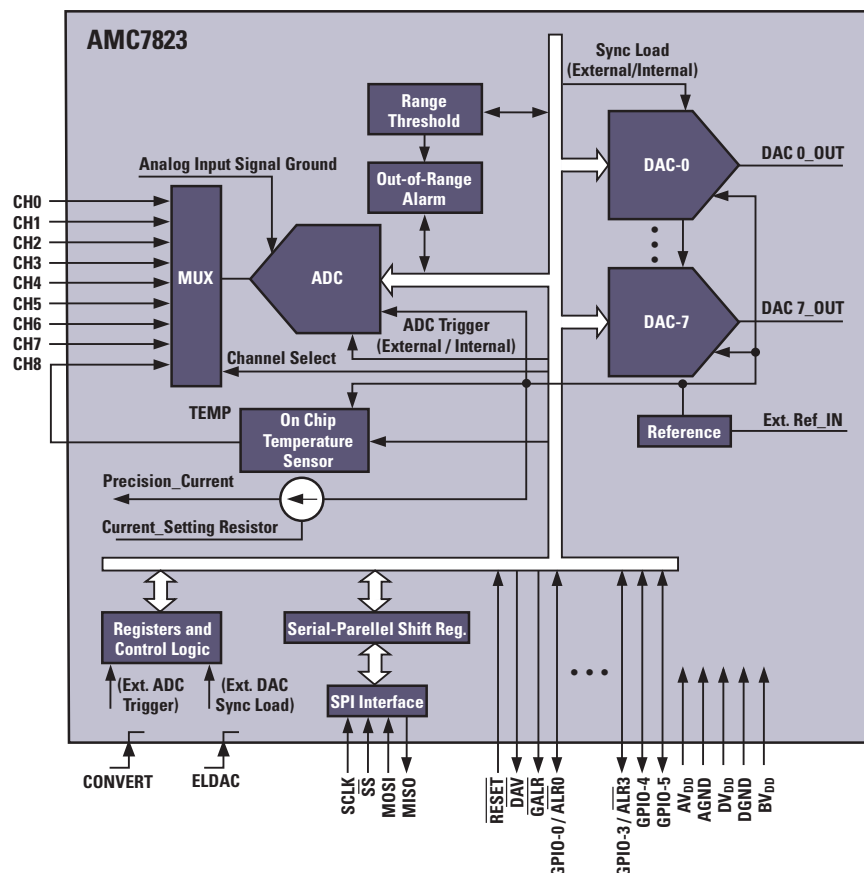 AMC7823
Sync Load
(External/Internal)
Range
Threshold
DAC-0
DAC 0_OUT
Analog Input Signal Ground
Out-of-Range
Alarm
CH0
CH1
CH2
CH3
CH4
CH5
CH6
CH7
CH8
MUX
ADC
DAC-7
DAC 7_OUT
ADC Trigger
(External / Internal)
Channel Select
TEMP
On Chip
Temperature
Sensor
Reference
Ext. Ref_IN
Precision_Current
Current_Setting Resistor
Registers and
Control Logic
Serial-Parellel Shift Reg.
(Ext. ADC
Trigger)
(Ext. DAC
Sync Load)
SPI Interface
CONVERT
ELDAC
SCLK
SS
MOSI
MISO
RESET
DAV
GALR
GPIO-0 / ALR0
GPIO-3 / ALR3
GPIO-4
GPIO-5
AVDD
AGND
DVDD
DGND
BVDD